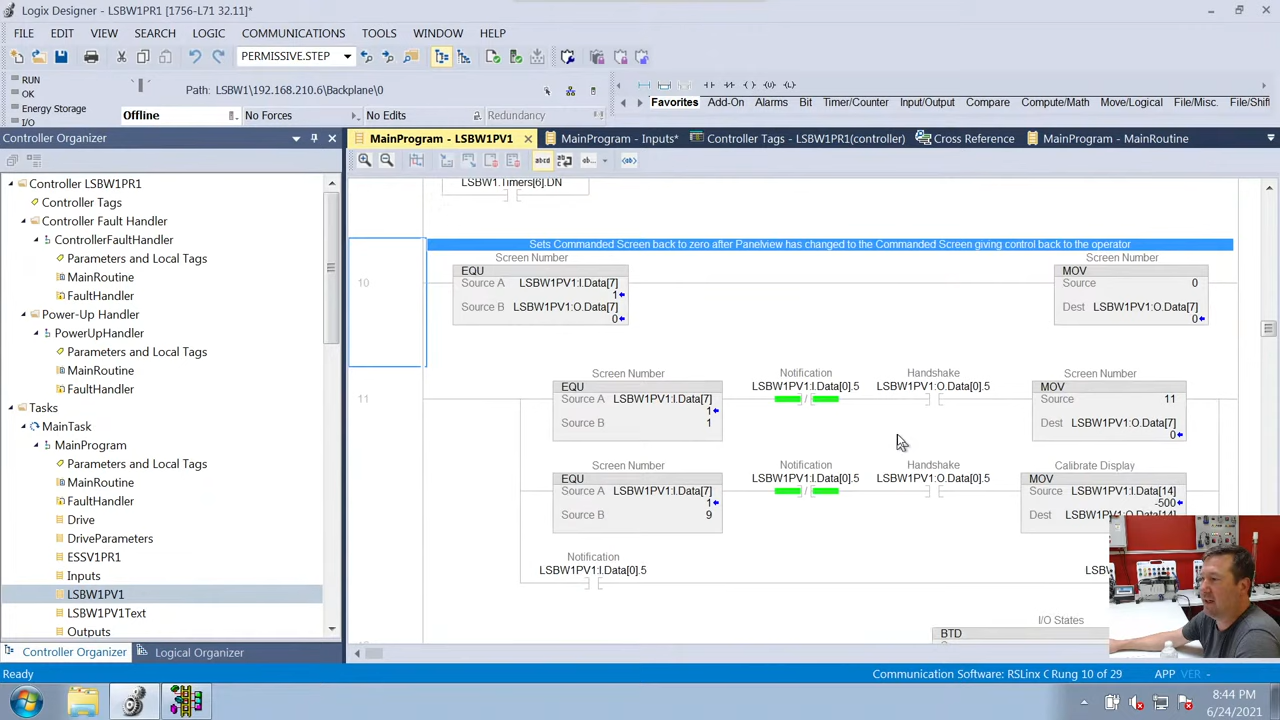 Logix Designer - LSBW1PR1 [1756-L71 32.11]*
FILE EDIT VIEW SEARCH LOGIC COMMUNICATIONS TOOLS WINDOW HELP
PERMISSIVE.STEP
RUN
OK
Energy Storage
I/O
Path: LSBW1\192.168.210.6\Backplane\0
Offline No Forces No Edits Redundancy
Favorites Add-On Alarms Bit Timer/Counter Input/Output Compare Compute/Math Move/Logical File/Misc. File/Shift
Controller Organizer
MainProgram - LSBW1PV1
MainProgram - Inputs*
Controller Tags - LSBW1PR1(controller)
Cross Reference
MainProgram - MainRoutine
Controller LSBW1PR1
Controller Tags
Controller Fault Handler
ControllerFaultHandler
Parameters and Local Tags
MainRoutine
FaultHandler
Power-Up Handler
PowerUpHandler
Parameters and Local Tags
MainRoutine
FaultHandler
Tasks
MainTask
MainProgram
Parameters and Local Tags
MainRoutine
FaultHandler
Drive
DriveParameters
ESSV1PR1
Inputs
LSBW1PV1
LSBW1PV1Text
Outputs
Controller Organizer
Logical Organizer
LSBW1.Timers[6].DN
Sets Commanded Screen back to zero after Panelview has changed to the Commanded Screen giving control back to the operator
10
Screen Number
EQU
Source A LSBW1PV1:I.Data[7]
1
Source B LSBW1PV1:O.Data[7]
0
Screen Number
MOV
Source 0
Dest LSBW1PV1:O.Data[7]
0
11
Screen Number
EQU
Source A LSBW1PV1:I.Data[7]
1
Source B 1
Notification
LSBW1PV1:I.Data[0].5
Handshake
LSBW1PV1:O.Data[0].5
Screen Number
MOV
Source 11
Dest LSBW1PV1:O.Data[7]
0
Screen Number
EQU
Source A LSBW1PV1:I.Data[7]
1
Source B 9
Notification
LSBW1PV1:I.Data[0].5
Handshake
LSBW1PV1:O.Data[0].5
Calibrate Display
MOV
Source LSBW1PV1:I.Data[14]
-500
Dest LSBW1PV1:O.Data[14]
Notification
LSBW1PV1:I.Data[0].5
I/O States
BTD
Ready
Communication Software: RSLinx C Rung 10 of 29 APP VER
8:44 PM
6/24/2021